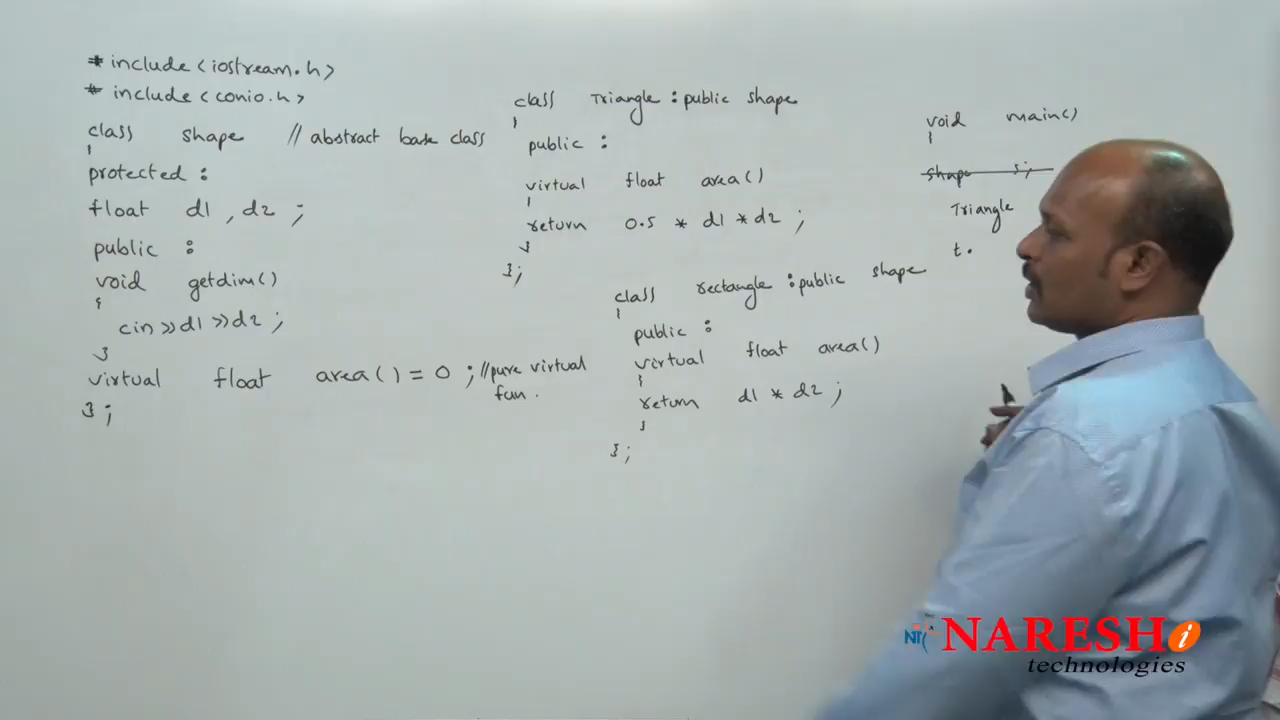 # include <iostream.h>
# include <conio.h>
class shape // abstract base class
{
protected :
float d1 , d2 ;
public :
void getdim()
{
cin >> d1 >> d2 ;
}
virtual float area() = 0 ; // pure virtual
fun .
} ;
class Triangle : public shape
{
public :
virtual float area()
{
return 0.5 * d1 * d2 ;
}
} ;
class rectangle : public shape
{
public :
virtual float area()
{
return d1 * d2 ;
}
} ;
void main()
{
shape s;
Triangle
t.
NARESH i
technologies